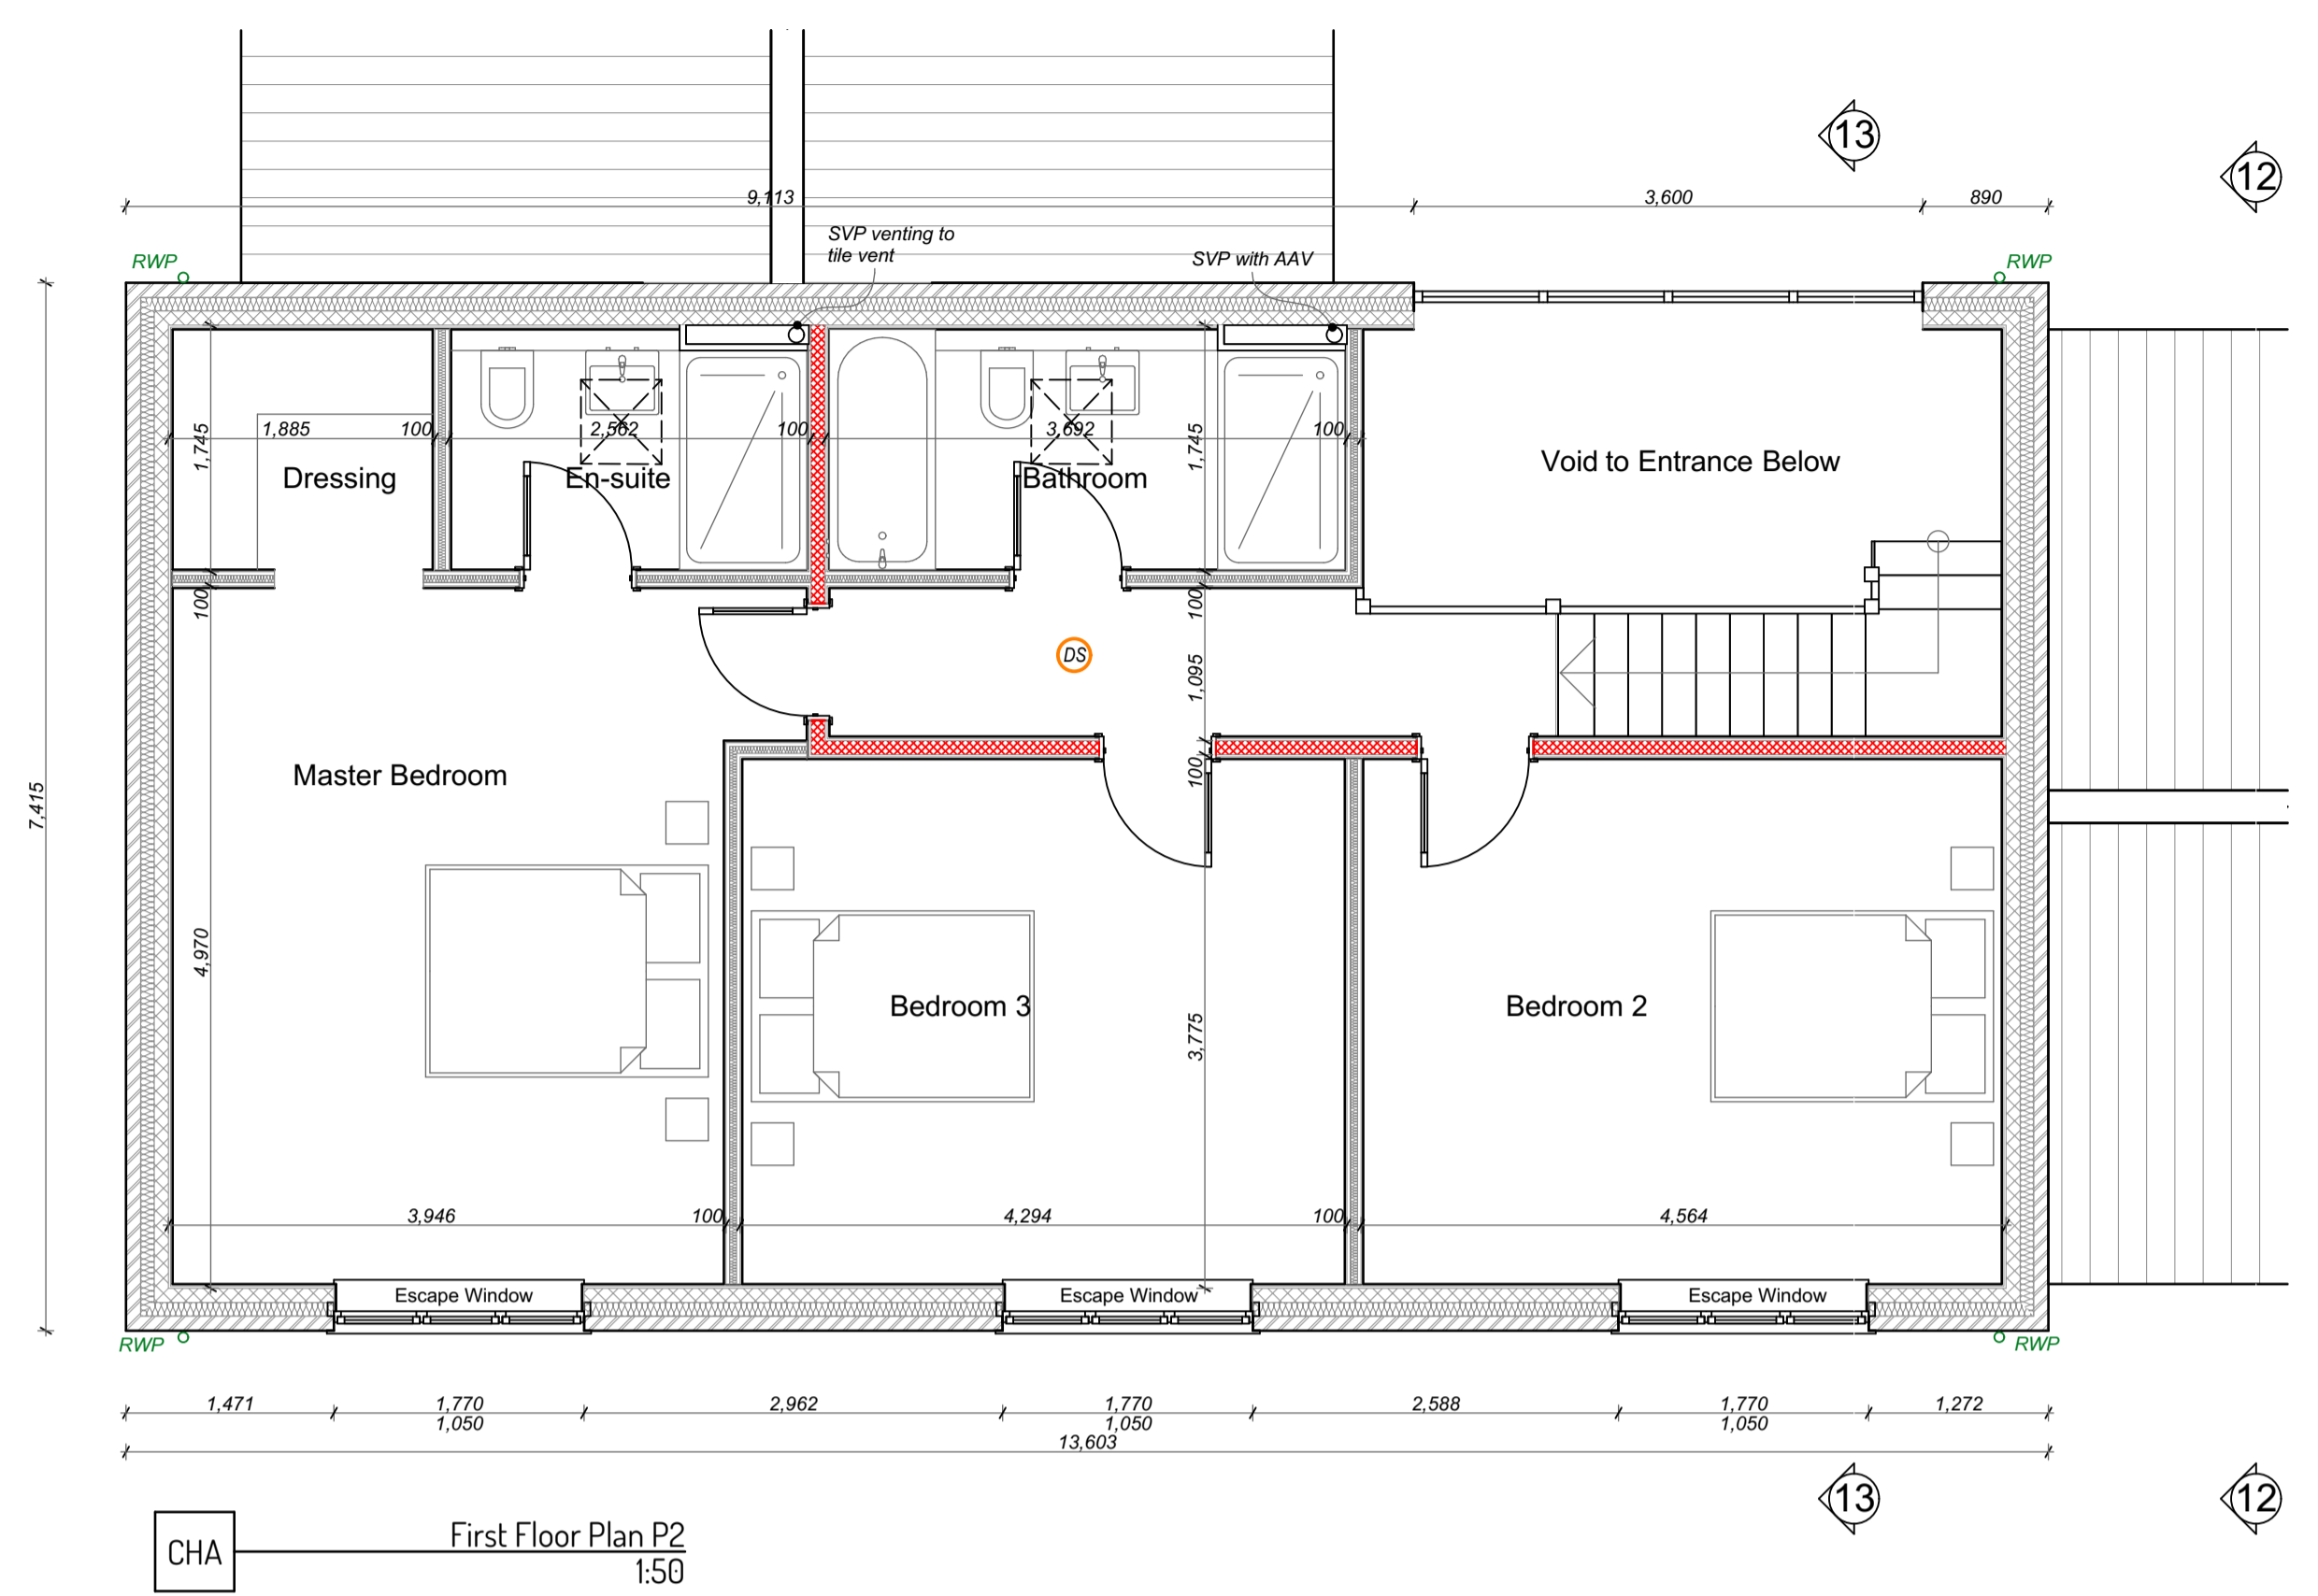 13
12
9,113
3,600
890
SVP venting to
tile vent
SVP with AAV
RWP
RWP
1,885
100
2,562
100
3,692
100
1,745
1,745
Dressing
En-suite
Bathroom
Void to Entrance Below
100
100
DS
1,095
100
Master Bedroom
7,415
4,970
Bedroom 3
Bedroom 2
3,775
3,946
100
4,294
100
4,564
Escape Window
Escape Window
Escape Window
RWP
RWP
1,471
1,770
2,962
1,770
2,588
1,770
1,272
1,050
1,050
1,050
13,603
13
12
CHA
First Floor Plan P2
1:50